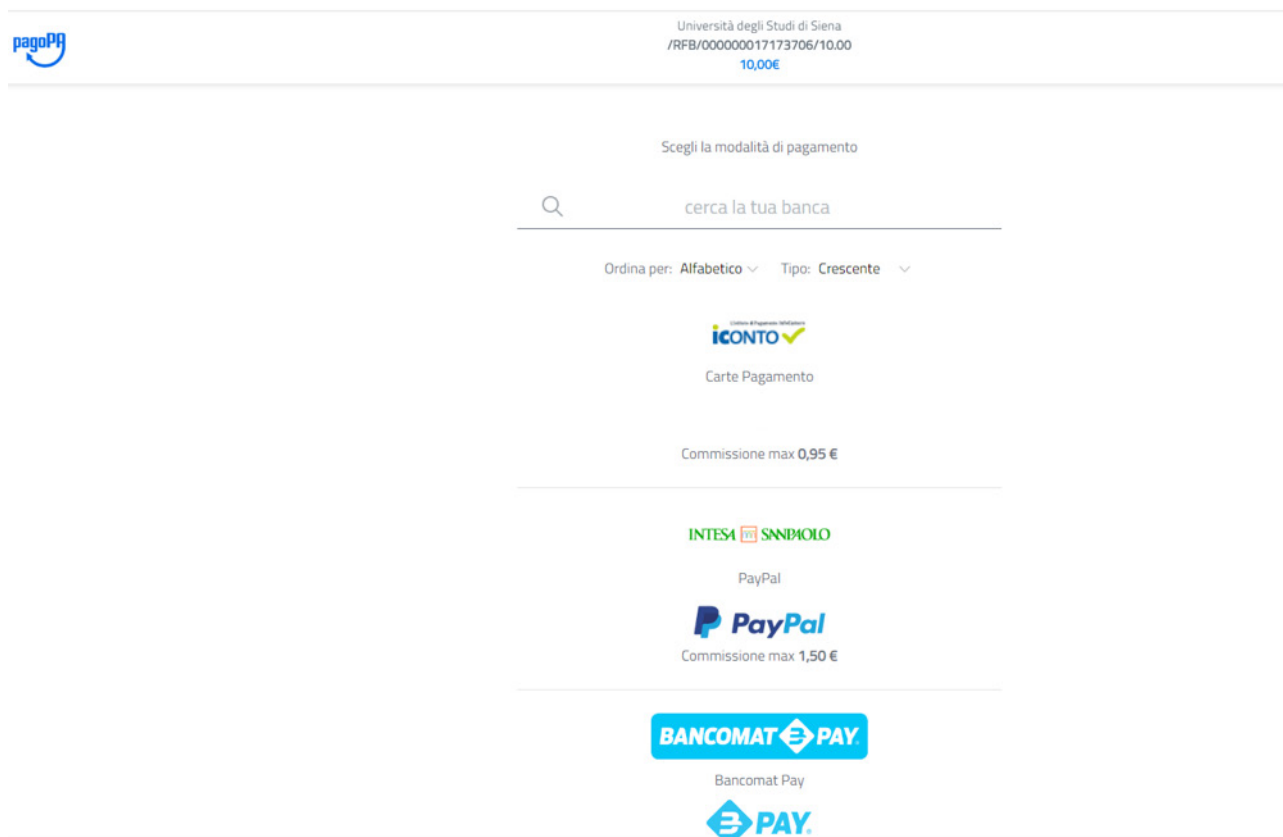 pagoPA
Università degli Studi di Siena
/RFB/000000017173706/10.00
10,00€
Scegli la modalità di pagamento
cerca la tua banca
Ordina per: Alfabetico Tipo: Crescente
iCONTO
Carte Pagamento
Commissione max 0,95 €
INTESA SANPAOLO
PayPal
PayPal
Commissione max 1,50 €
BANCOMAT PAY
Bancomat Pay
PAY